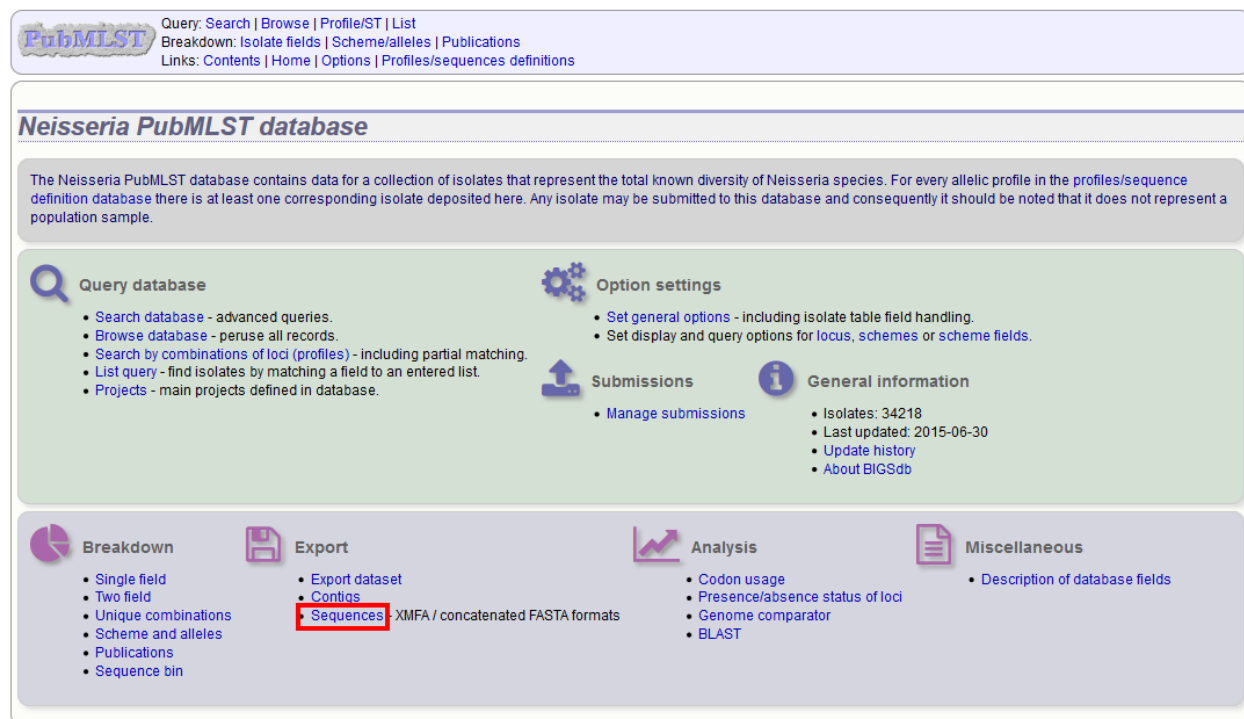 PubMLST
Query: Search | Browse | Profile/ST | List
Breakdown: Isolate fields | Scheme/alleles | Publications
Links: Contents | Home | Options | Profiles/sequences definitions
Neisseria PubMLST database
The Neisseria PubMLST database contains data for a collection of isolates that represent the total known diversity of Neisseria species. For every allelic profile in the profiles/sequence
definition database there is at least one corresponding isolate deposited here. Any isolate may be submitted to this database and consequently it should be noted that it does not represent a
population sample.
Query database
• Search database - advanced queries.
• Browse database - peruse all records.
• Search by combinations of loci (profiles) - including partial matching.
• List query - find isolates by matching a field to an entered list.
• Projects - main projects defined in database.
Option settings
• Set general options - including isolate table field handling.
• Set display and query options for locus, schemes or scheme fields.
Submissions
• Manage submissions
General information
• Isolates: 34218
• Last updated: 2015-06-30
• Update history
• About BIGSdb
Breakdown
• Single field
• Two field
• Unique combinations
• Scheme and alleles
• Publications
• Sequence bin
Export
• Export dataset
• Contigs
• Sequences - XMFA / concatenated FASTA formats
Analysis
• Codon usage
• Presence/absence status of loci
• Genome comparator
• BLAST
Miscellaneous
• Description of database fields